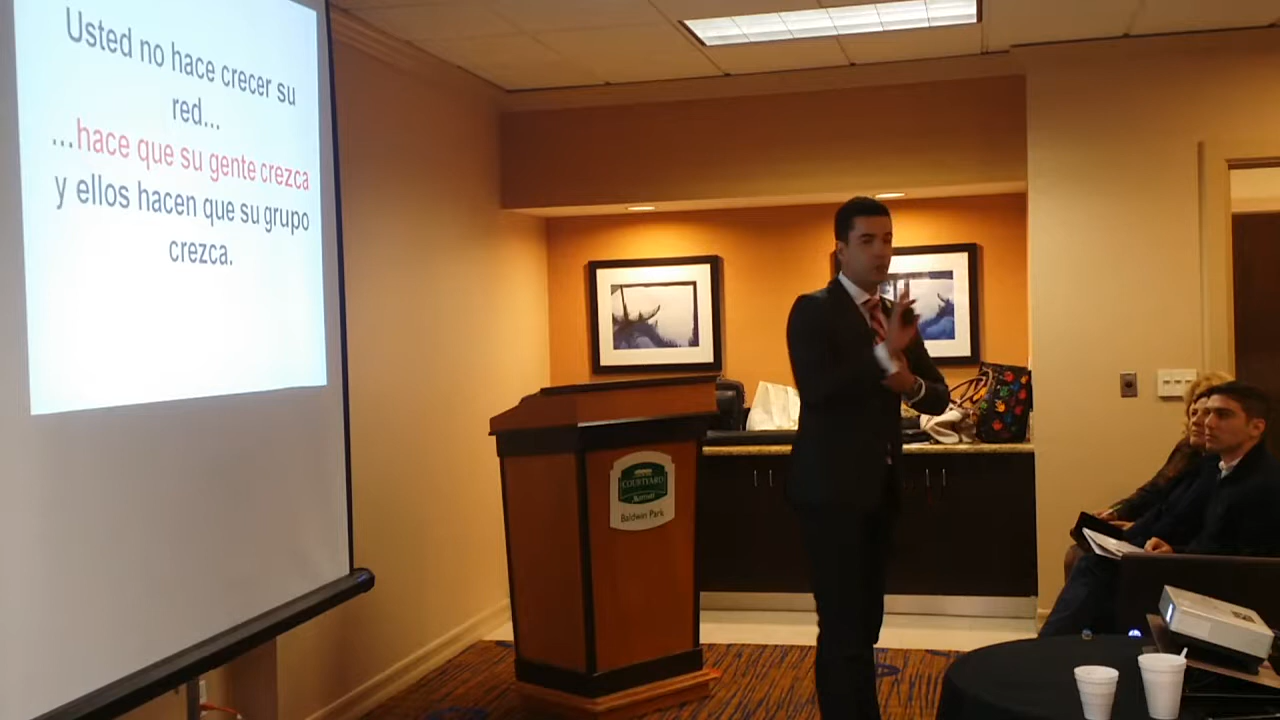 Usted no hace crecer su
red...
...hace que su gente crezca
y ellos hacen que su grupo
crezca.
COURTYARD
Marriott
Baldwin Park